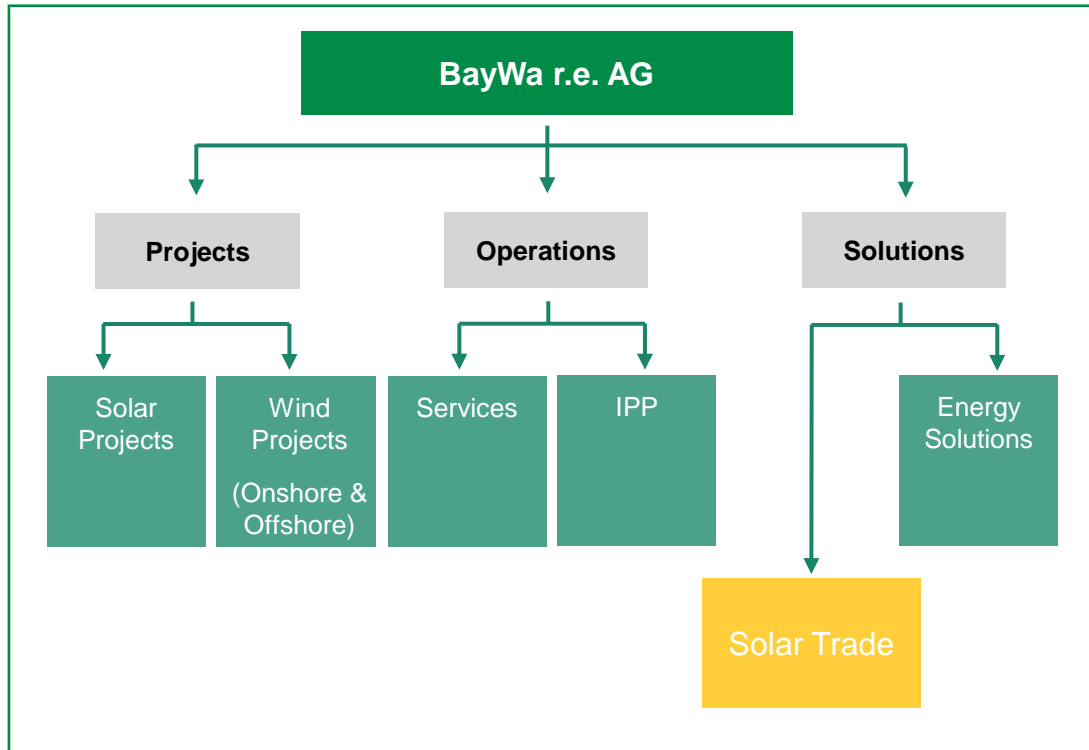 BayWa r.e. AG
Projects
Operations
Solutions
Solar
Projects
Wind
Projects
(Onshore &
Offshore)
Services
IPP
Energy
Solutions
Solar Trade